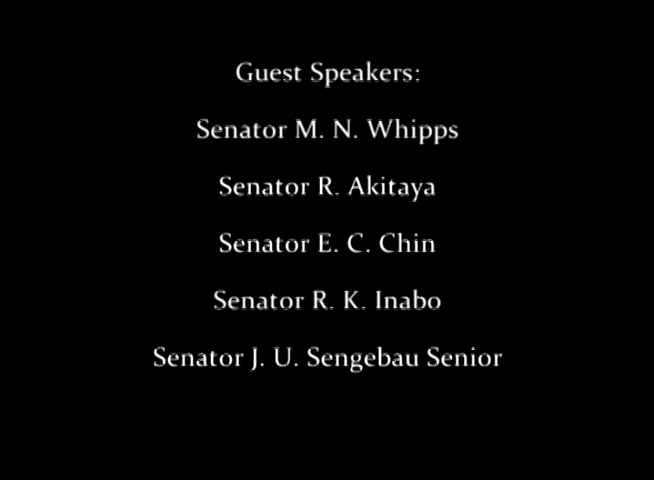 Guest Speakers:
Senator M. N. Whipps
Senator R. Akitaya
Senator E. C. Chin
Senator R. K. Inabo
Senator J. U. Sengebau Senior